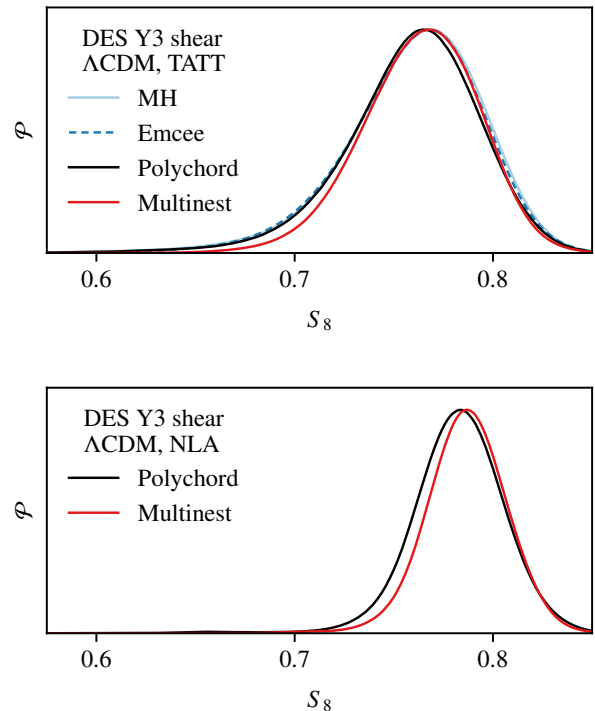 DES Y3 shear
ΛCDM, TATT
MH
Emcee
Polychord
Multinest
𝒫
0.6 0.7 0.8
S₈
DES Y3 shear
ΛCDM, NLA
Polychord
Multinest
𝒫
0.6 0.7 0.8
S₈